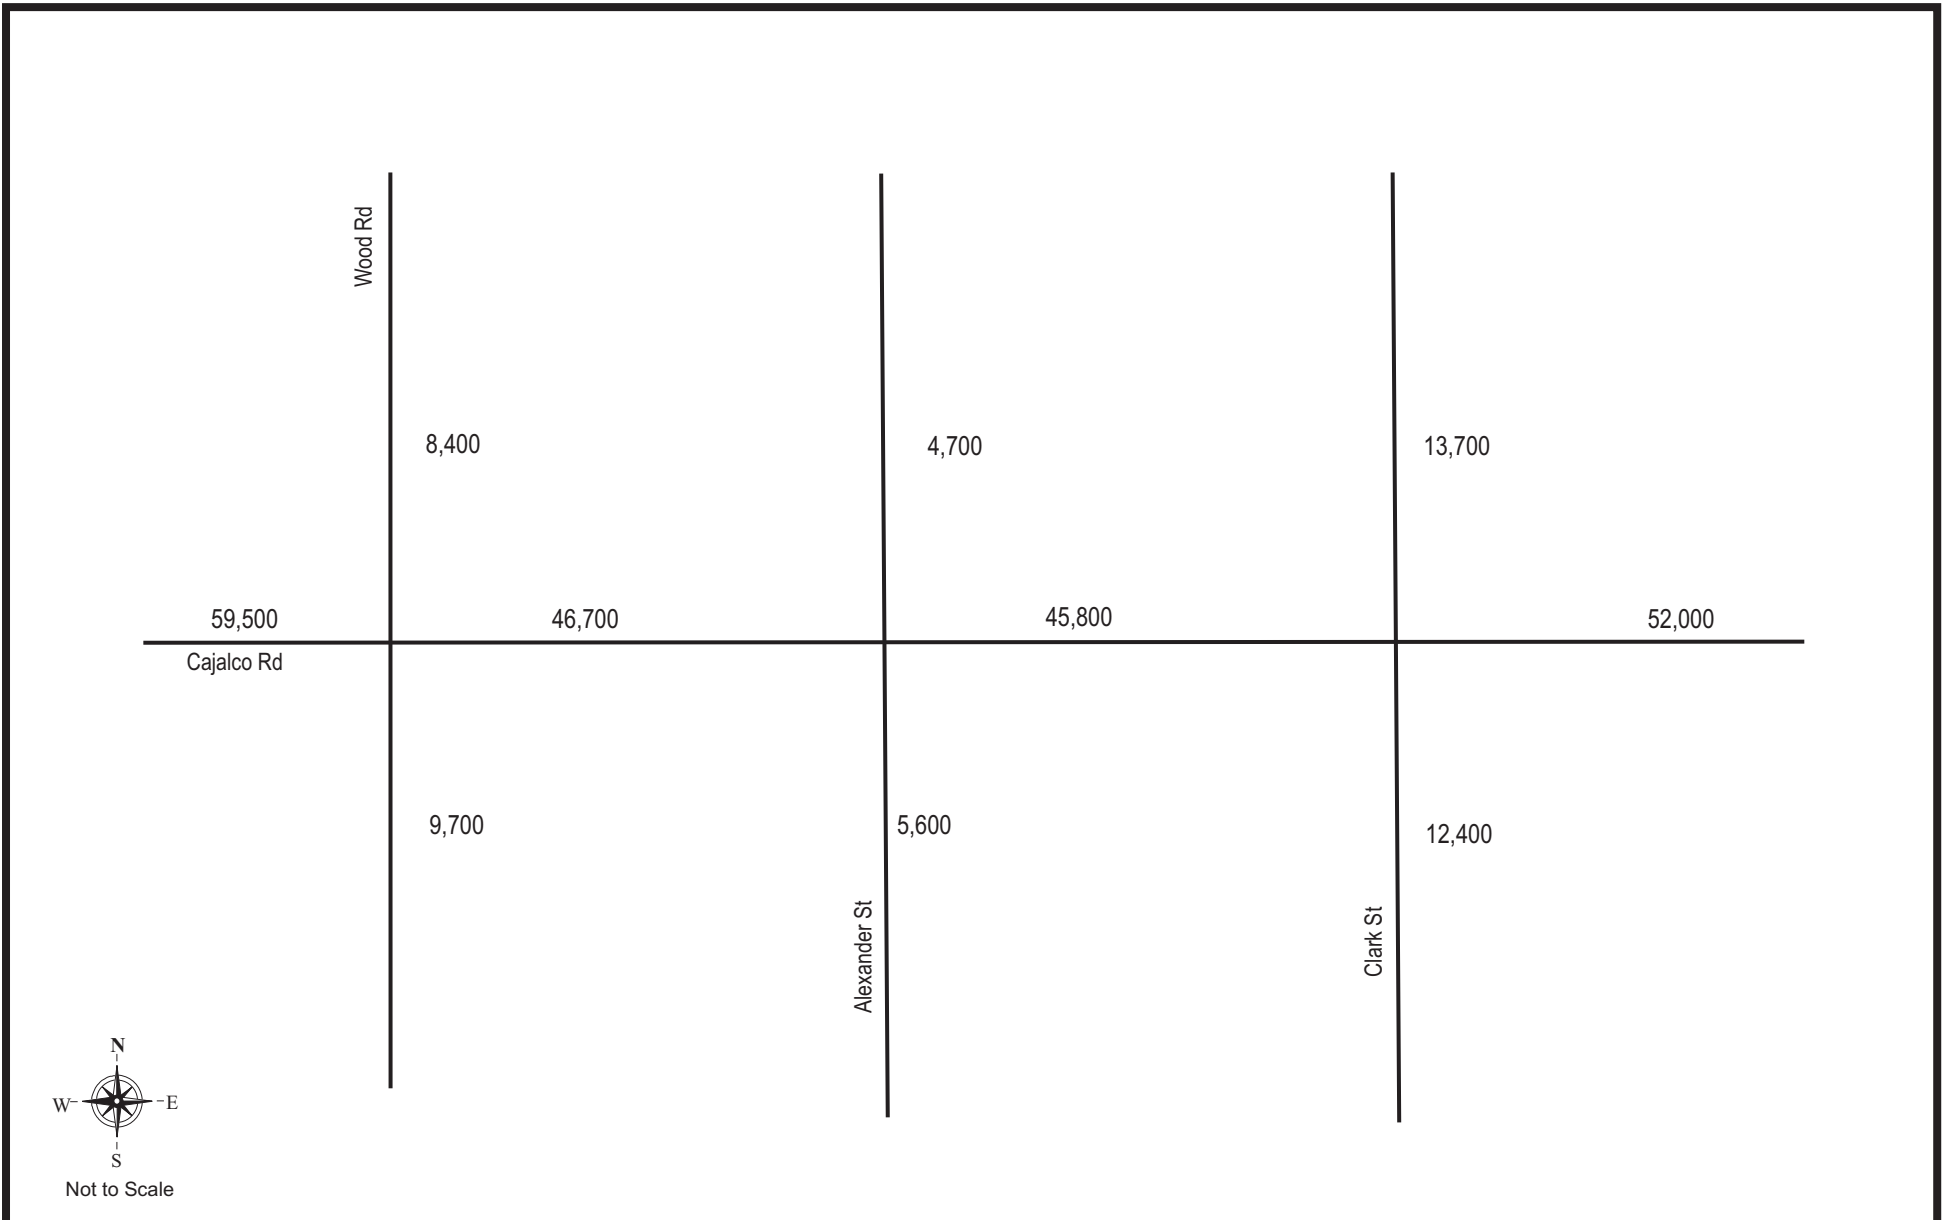 Wood Rd
8,400
4,700
13,700
59,500
46,700
45,800
52,000
Cajalco Rd
9,700
5,600
12,400
Alexander St
Clark St
N
W
E
S
Not to Scale